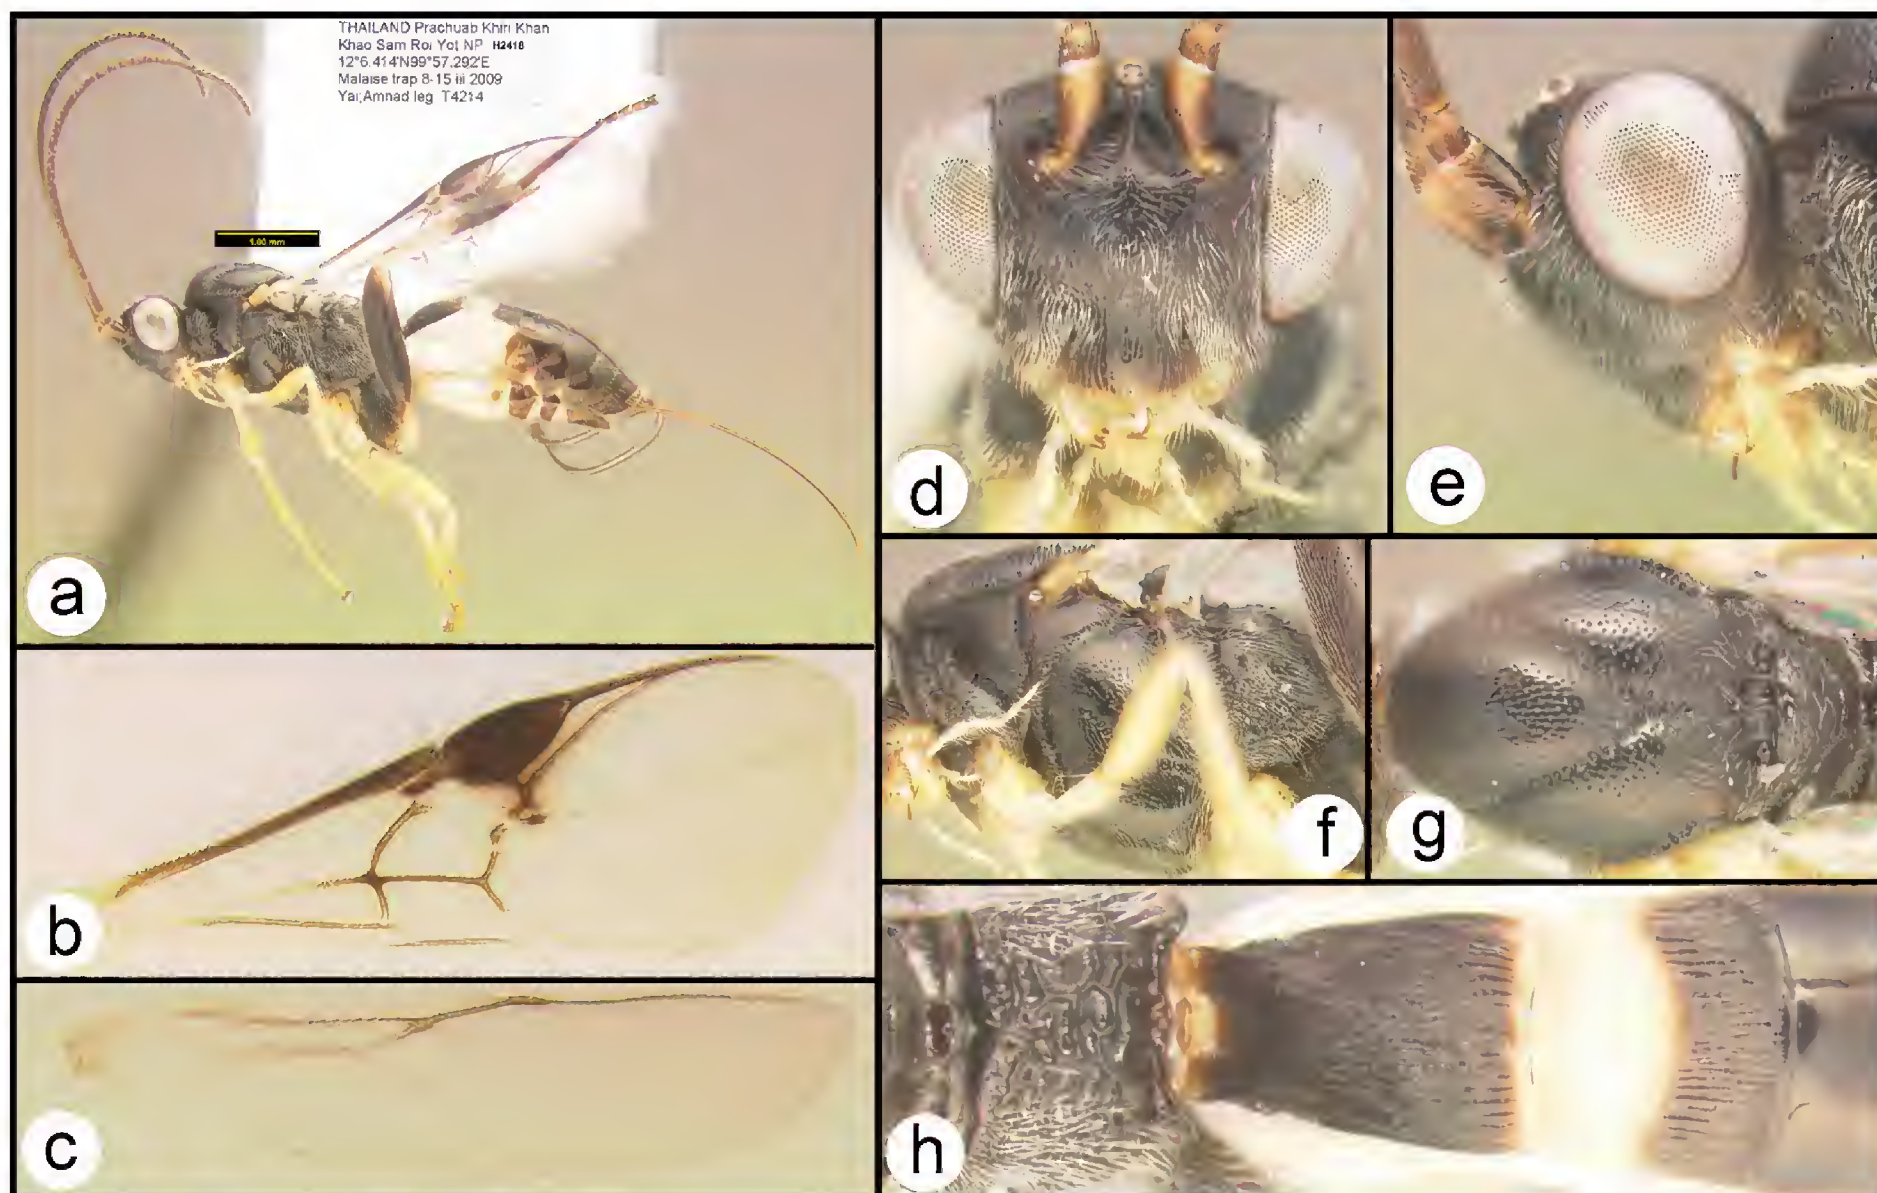 THAILAND Prachuab Khiri Khan
Khao Sam Roi Yot NP H2418
12°6.414'N99°57.292'E
Malaise trap 8-15 iii 2009
Yai,Amnad leg T4214
1.00 mm
a
b
c
d
e
f
g
h